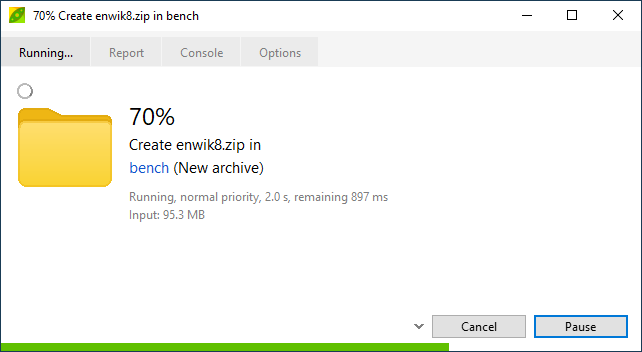 70% Create enwik8.zip in bench
Running... Report Console Options
70%
Create enwik8.zip in
bench (New archive)
Running, normal priority, 2.0 s, remaining 897 ms
Input: 95.3 MB
Cancel Pause